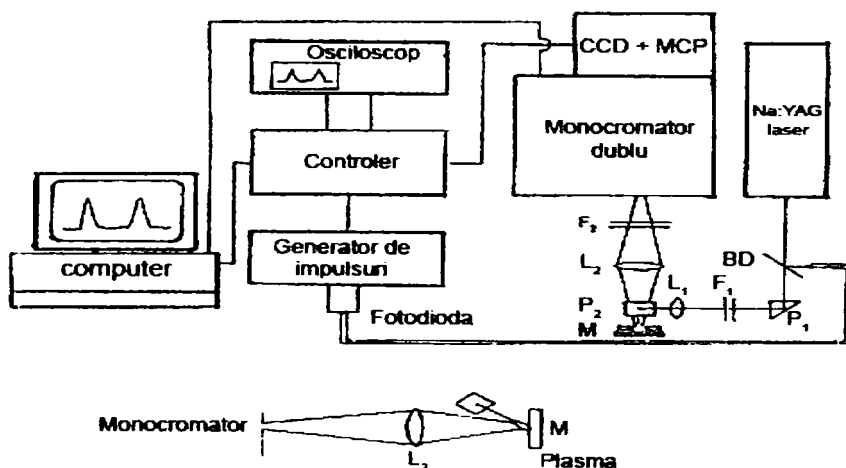 Osciloscop
CCD + MCP
Na:YAG
laser
Monocromator
dublu
Controler
F2
Generator de
impulsuri
BD
L2
L1
F1
computer
P2
P1
Fotodioda
M
Monocromator
M
L2
Plasma